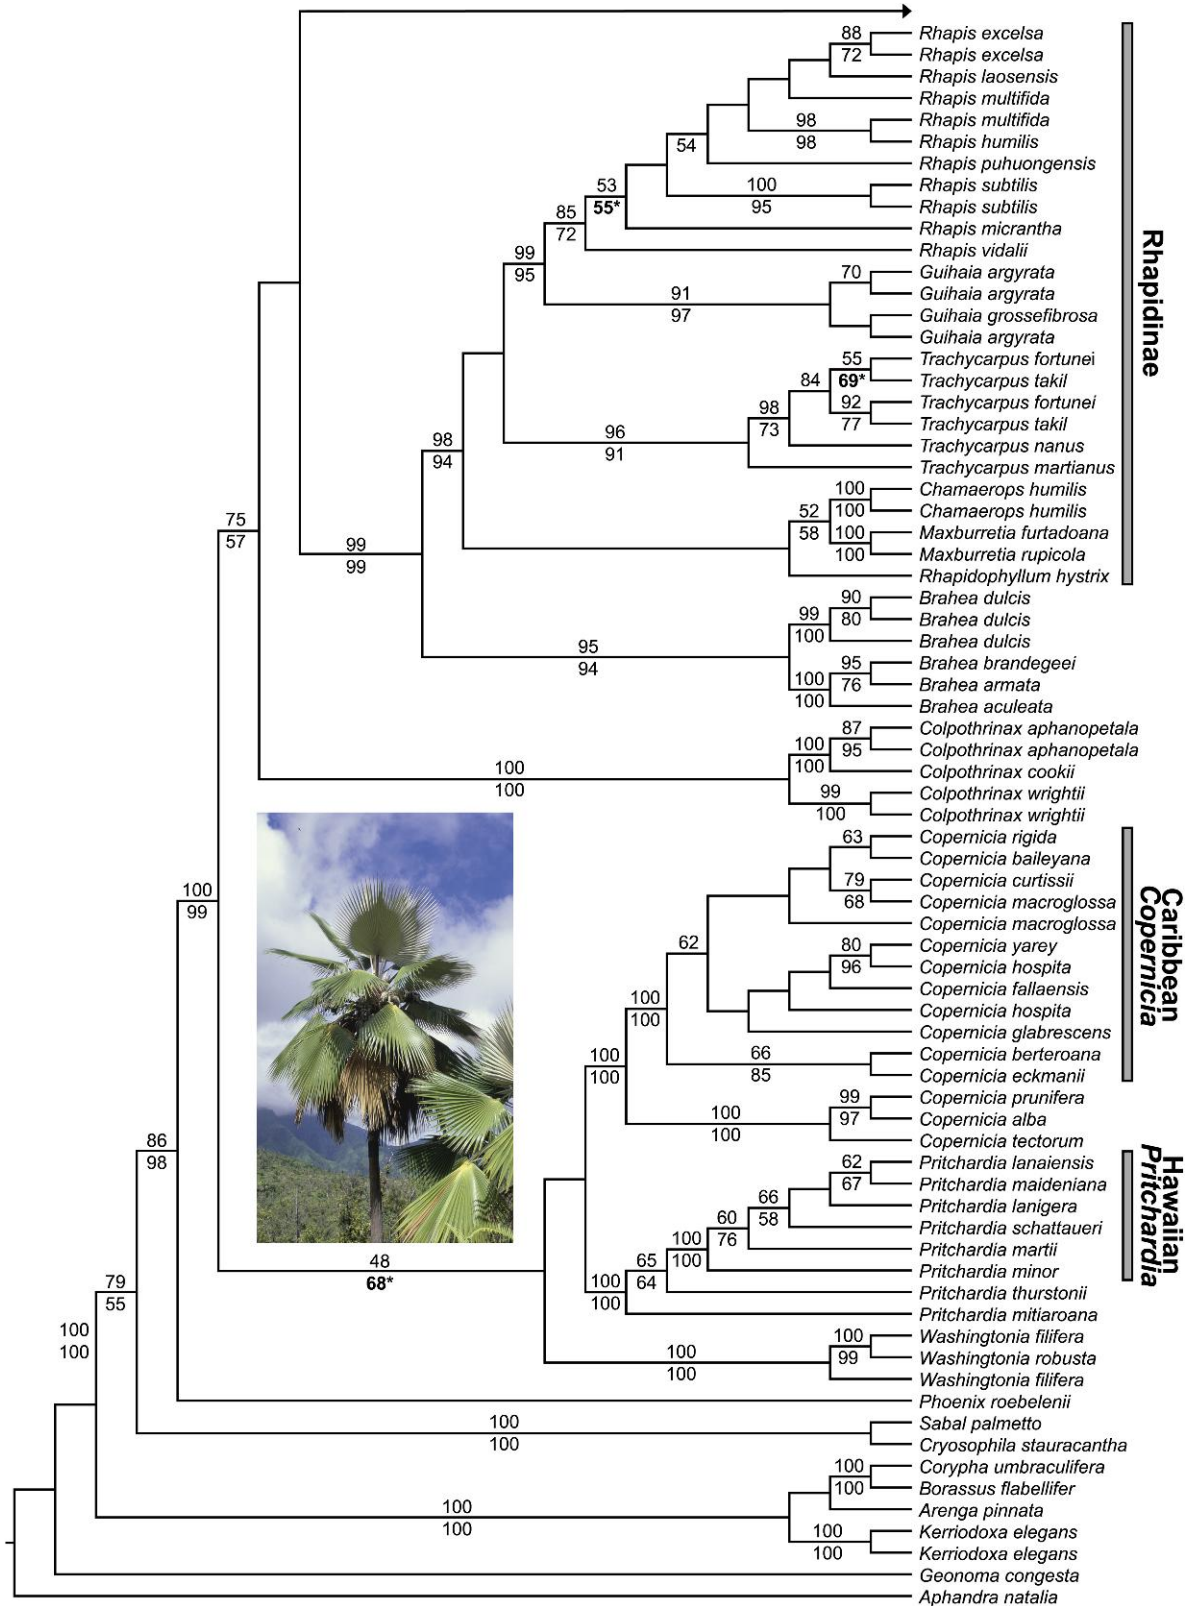 88
Rhapis excelsa
72
Rhapis excelsa
Rhapis laosensis
Rhapis multifida
98
Rhapis multifida
98
Rhapis humilis
54
Rhapis puhuongensis
100
Rhapis subtilis
95
Rhapis subtilis
53
55*
Rhapis micrantha
85
72
Rhapis vidalii
99
95
70
Guihaia argyrata
91
97
Guihaia argyrata
Guihaia grossefibrosa
Guihaia argyrata
55
Trachycarpus fortunei
84
69*
Trachycarpus takil
92
Trachycarpus fortunei
77
Trachycarpus takil
98
73
Trachycarpus nanus
96
91
Trachycarpus martianus
98
94
100
Chamaerops humilis
52
100
Chamaerops humilis
58
100
Maxburretia furtadoana
100
Maxburretia rupicola
Rhapidophyllum hystrix
Rhapidinae
75
57
99
99
90
Brahea dulcis
99
80
Brahea dulcis
100
Brahea dulcis
95
94
95
Brahea brandegeei
100
76
Brahea armata
100
Brahea aculeata
87
Colpothrinax aphanopetala
100
95
Colpothrinax aphanopetala
100
Colpothrinax cookii
100
100
99
Colpothrinax wrightii
100
Colpothrinax wrightii
63
Copernicia rigida
Copernicia baileyana
79
Copernicia curtissii
68
Copernicia macroglossa
Copernicia macroglossa
62
80
Copernicia yarey
96
Copernicia hospita
Copernicia fallaensis
Copernicia hospita
Copernicia glabrescens
100
100
66
Copernicia berteroana
85
Copernicia eckmanii
Caribbean
Copernicia
100
100
99
Copernicia prunifera
97
Copernicia alba
100
100
Copernicia tectorum
100
99
86
98
62
Pritchardia lanaiensis
67
Pritchardia maideniana
66
58
Pritchardia lanigera
60
76
Pritchardia schattaueri
100
100
Pritchardia martii
65
64
Pritchardia minor
100
100
Pritchardia thurstonii
Pritchardia mitiaroana
Hawaiian
Pritchardia
48
68*
100
Washingtonia filifera
99
Washingtonia robusta
100
100
Washingtonia filifera
79
55
Phoenix roebelenii
100
100
100
Sabal palmetto
100
Cryosophila stauracantha
100
Corypha umbraculifera
100
Borassus flabellifer
Arenga pinnata
100
100
100
Kerriodoxa elegans
100
Kerriodoxa elegans
Geonoma congesta
Aphandra natalia